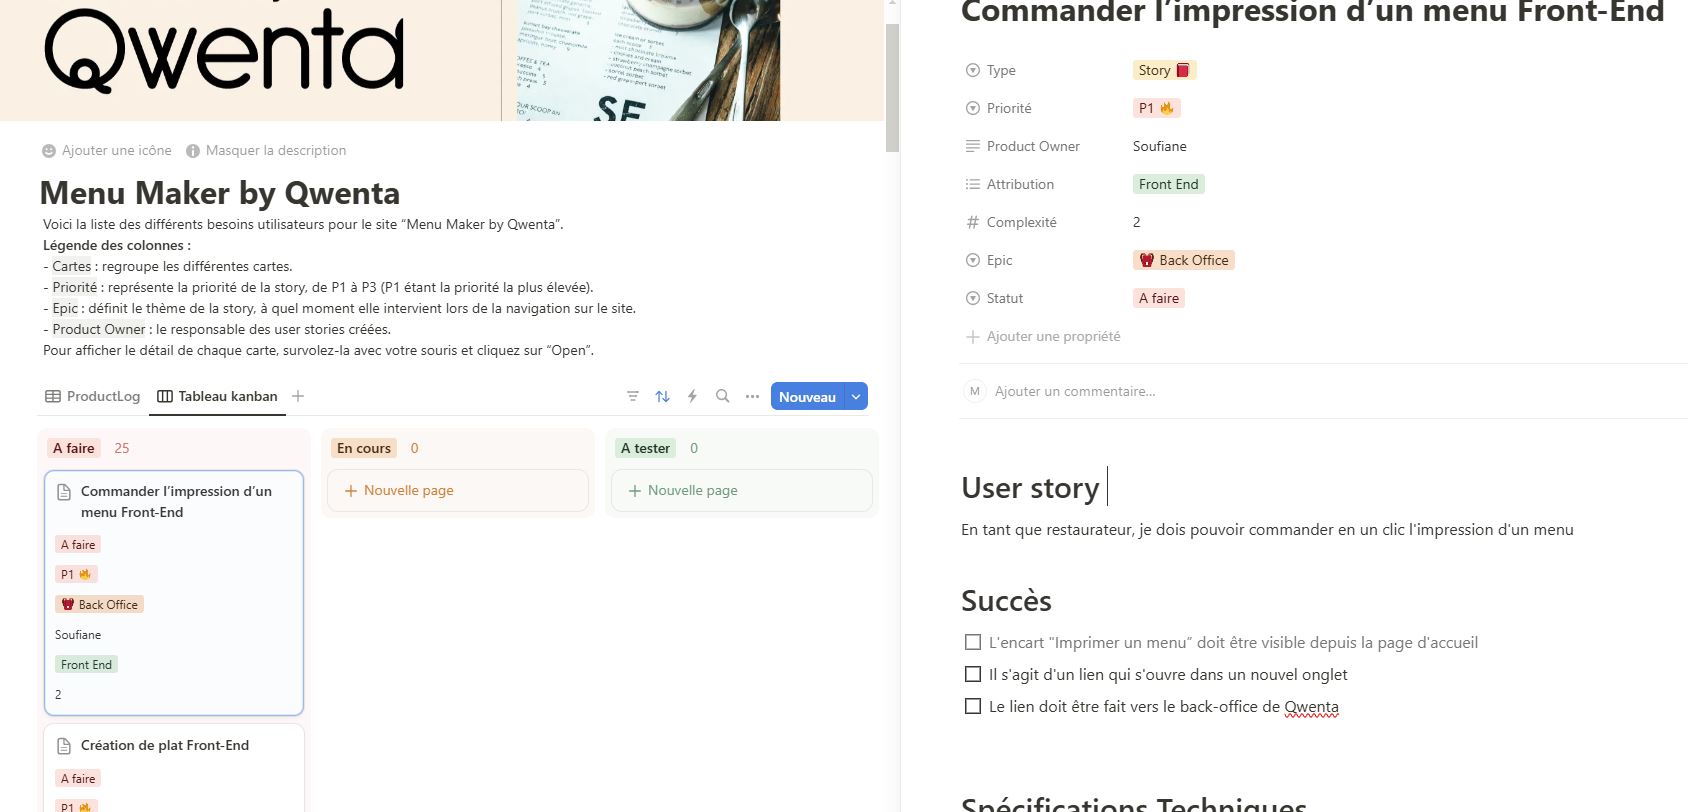 Qwenta
SE
Ajouter une icône
Masquer la description
Menu Maker by Qwenta
Voici la liste des différents besoins utilisateurs pour le site “Menu Maker by Qwenta”.
Légende des colonnes :
- Cartes : regroupe les différentes cartes.
- Priorité : représente la priorité de la story, de P1 à P3 (P1 étant la priorité la plus élevée).
- Epic : définit le thème de la story, à quel moment elle intervient lors de la navigation sur le site.
- Product Owner : le responsable des user stories créées.
Pour afficher le détail de chaque carte, survolez-la avec votre souris et cliquez sur “Open”.
ProductLog
Tableau kanban
Nouveau
A faire 25
Commander l’impression d’un
menu Front-End
A faire
P1
Back Office
Soufiane
Front End
2
Création de plat Front-End
A faire
P1
En cours 0
Nouvelle page
A tester 0
Nouvelle page
Commander l’impression d’un menu Front-End
Type Story
Priorité P1
Product Owner Soufiane
Attribution Front End
Complexité 2
Epic Back Office
Statut A faire
Ajouter une propriété
M Ajouter un commentaire…
User story
En tant que restaurateur, je dois pouvoir commander en un clic l'impression d'un menu
Succès
L'encart "Imprimer un menu” doit être visible depuis la page d'accueil
Il s'agit d'un lien qui s'ouvre dans un nouvel onglet
Le lien doit être fait vers le back-office de Qwenta
Spécifications Techniques